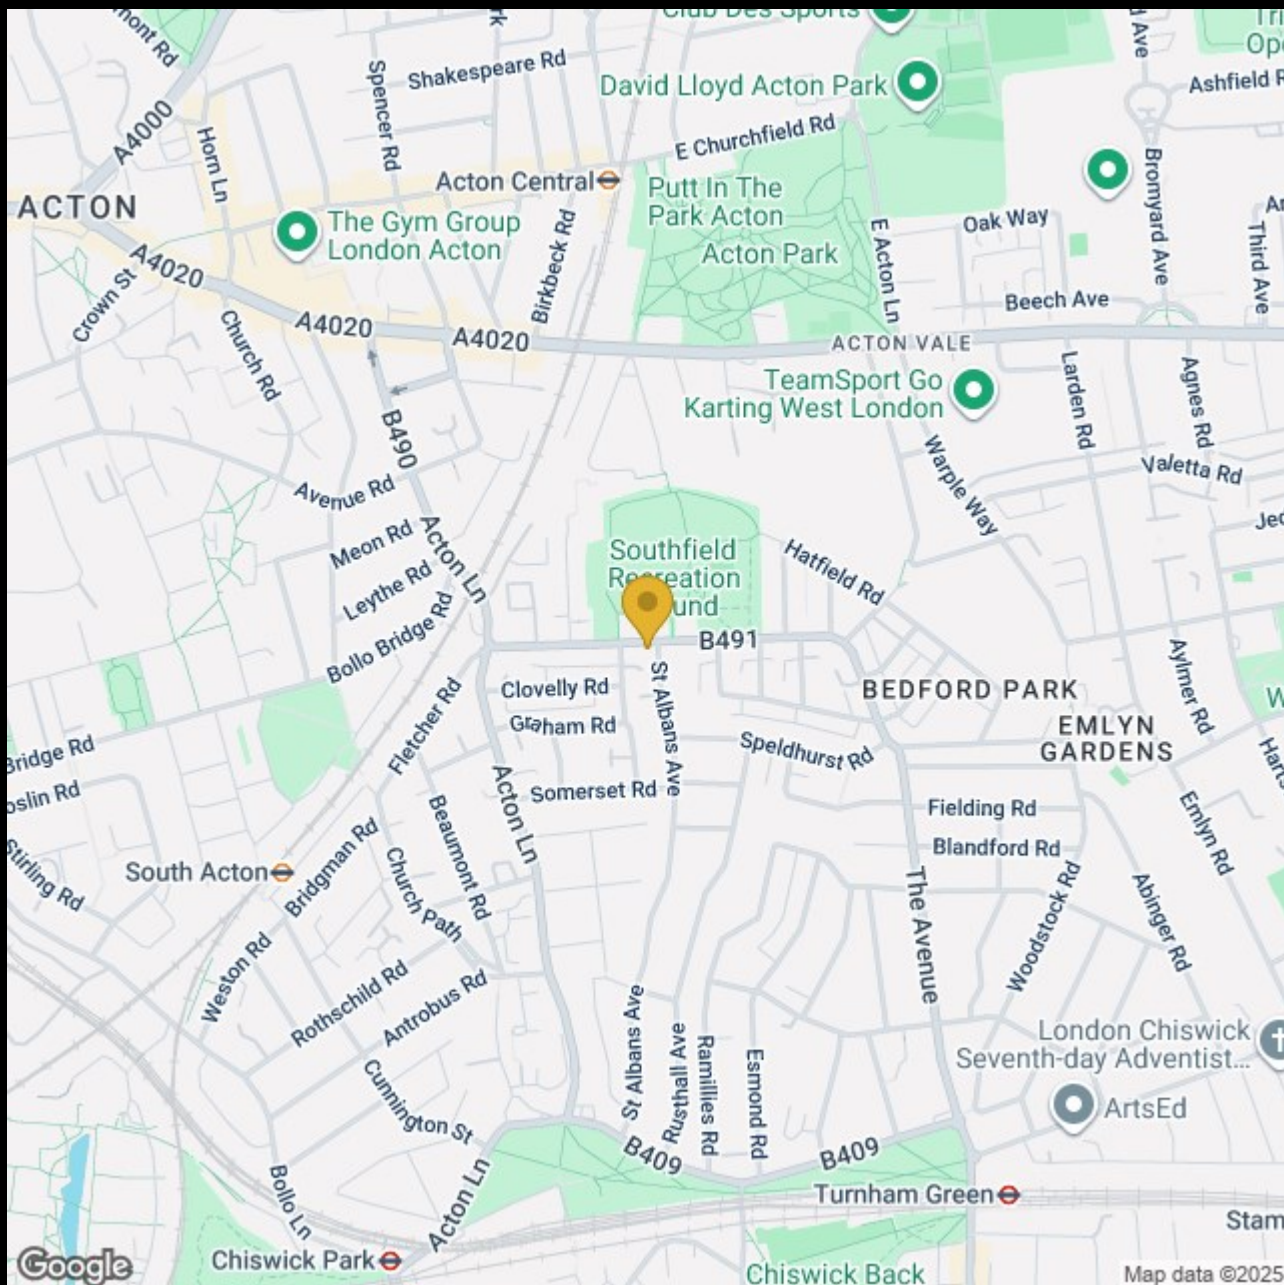 Club Des Sports
mont Rd
Shakespeare Rd
Spencer Rd
David Lloyd Acton Park
Ashfield R
A4000
Horn Ln
E Churchfield Rd
Bromyard Ave
Acton Central
Putt In The
Park Acton
ACTON
The Gym Group
London Acton
Birkbeck Rd
Acton Park
E Acton Ln
Oak Way
Third Ave
A4020
Crown St
Beech Ave
Church Rd
A4020
A4020
ACTON VALE
TeamSport Go
Karting West London
Larden Rd
Agnes Rd
B490
Warple Way
Valetta Rd
Avenue Rd
Meon Rd
Acton Ln
Leythe Rd
Bollo Bridge Rd
Southfield
Recreation
und
Hatfield Rd
B491
St Albans Ave
Clovelly Rd
Graham Rd
BEDFORD PARK
Aylmer Rd
EMLYN
GARDENS
Fletcher Rd
Bridge Rd
Speldhurst Rd
oslin Rd
Somerset Rd
Acton Ln
Fielding Rd
Emlyn Rd
Beaumont Rd
Bridgman Rd
Blandford Rd
Stirling Rd
South Acton
Church Path
The Avenue
Woodstock Rd
Abinger Rd
Weston Rd
Rothschild Rd
Antrobus Rd
St Albans Ave
Rusthall Ave
Ramillies Rd
Esmond Rd
London Chiswick
Seventh-day Adventist...
Cunnington St
ArtsEd
B409
B409
Bollo Ln
Acton Ln
Turnham Green
Stam
Chiswick Park
Google
Chiswick Back
Map data ©2025